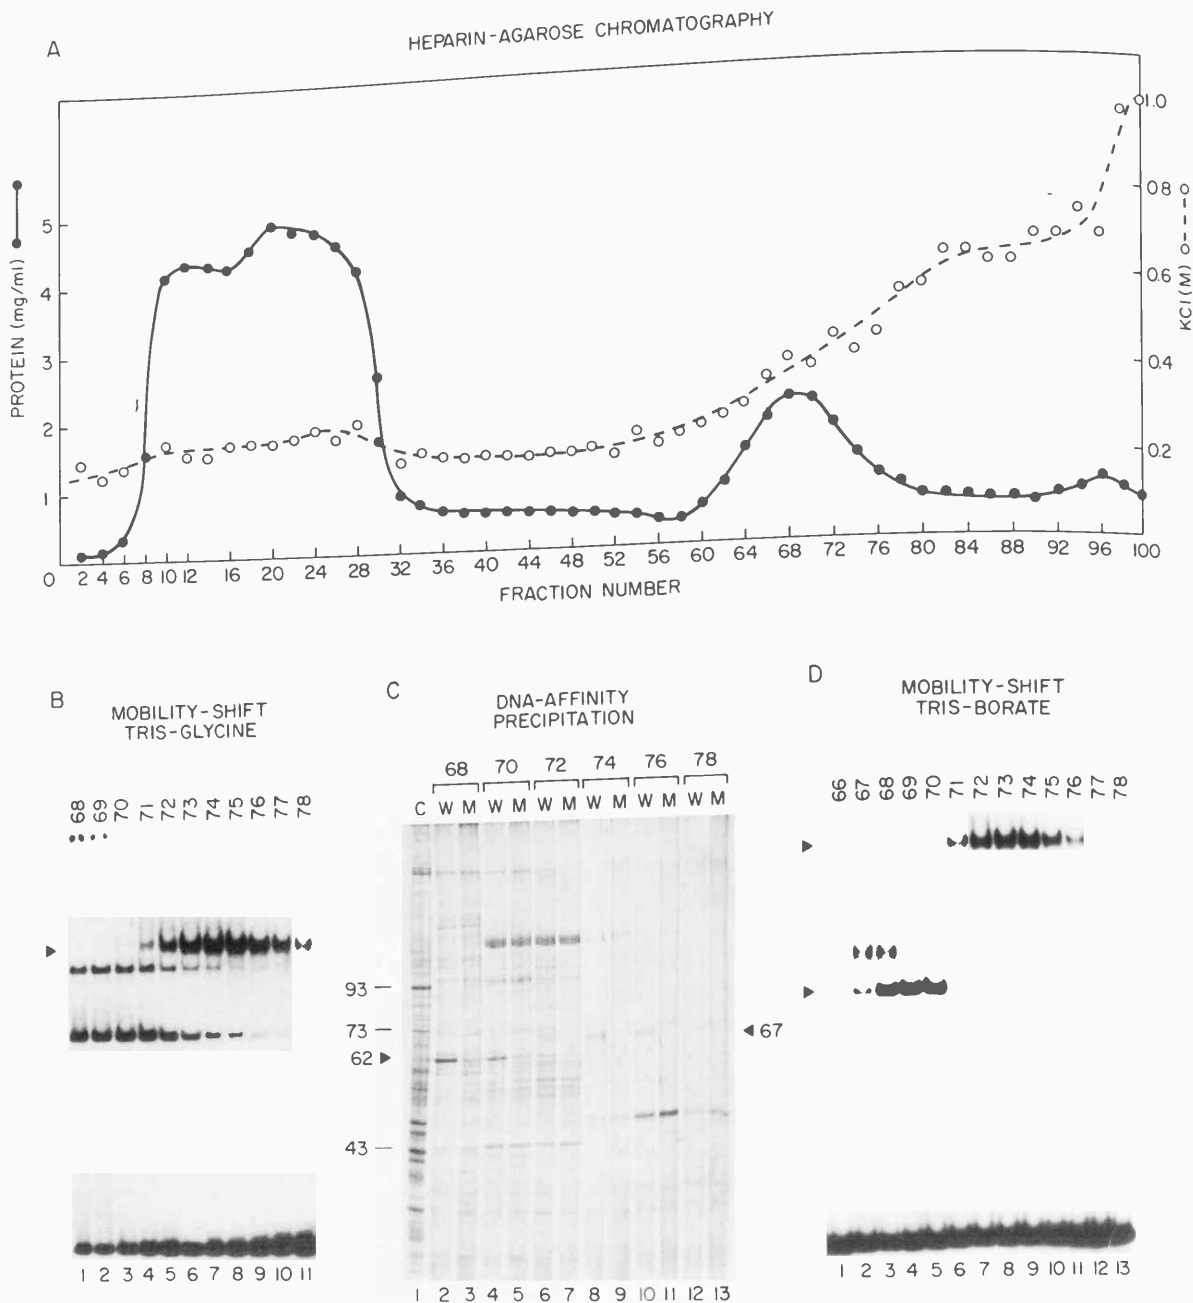 A
HEPARIN-AGAROSE CHROMATOGRAPHY
PROTEIN (mg/ml)
5
4
3
2
1
1.0
0.8
0.6
0.4
0.2
KCl (M)
0 2 4 6 8 10 12 16 20 24 28 32 36 40 44 48 52 56 60 64 68 72 76 80 84 88 92 96 100
FRACTION NUMBER
B
MOBILITY-SHIFT
TRIS-GLYCINE
68 69 70 71 72 73 74 75 76 77 78
1 2 3 4 5 6 7 8 9 10 11
C
DNA-AFFINITY
PRECIPITATION
68 70 72 74 76 78
C W M W M W M W M W M W M
93
73
62
43
67
1 2 3 4 5 6 7 8 9 10 11 12 13
D
MOBILITY-SHIFT
TRIS-BORATE
66 67 68 69 70 71 72 73 74 75 76 77 78
1 2 3 4 5 6 7 8 9 10 11 12 13